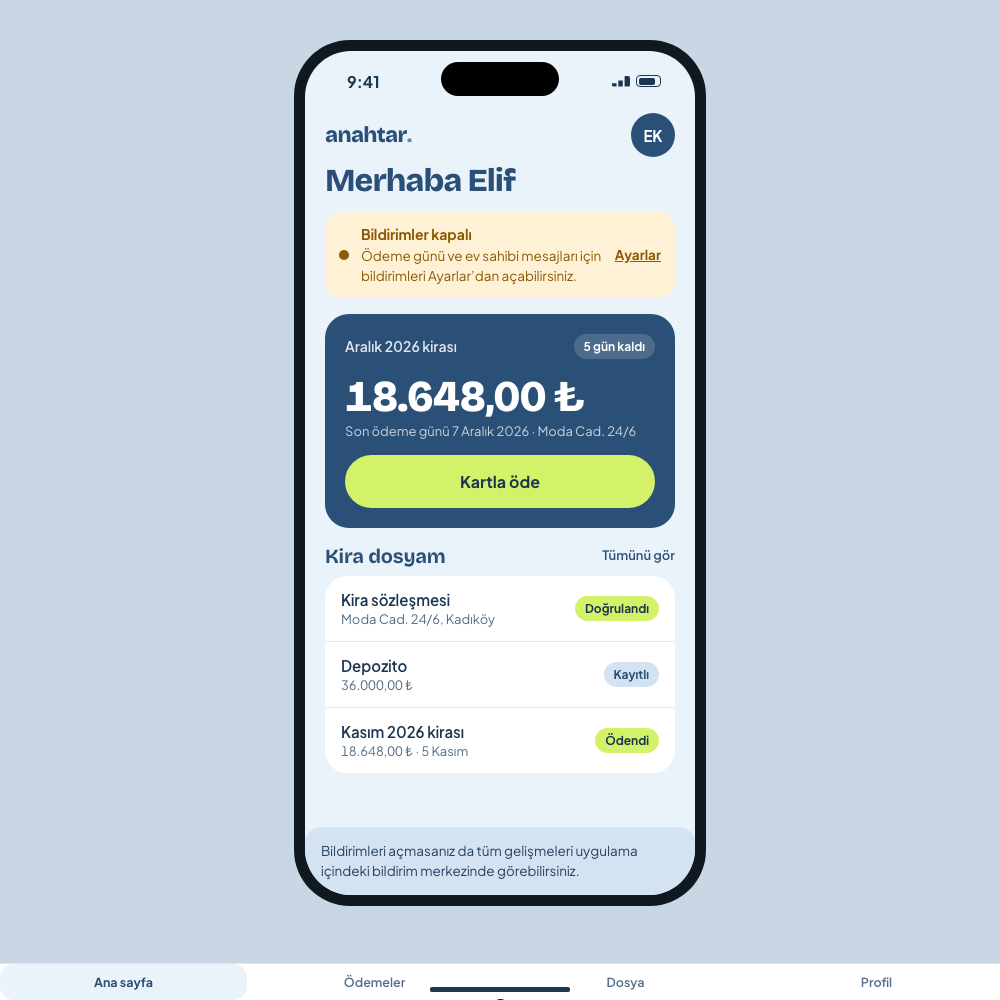 9:41
anahtar.
EK
Merhaba Elif
Bildirimler kapalı
Ödeme günü ve ev sahibi mesajları için
bildirimleri Ayarlar'dan açabilirsiniz.
Ayarlar
Aralık 2026 kirası
5 gün kaldı
18.648,00 ₺
Son ödeme günü 7 Aralık 2026 · Moda Cad. 24/6
Kartla öde
Kira dosyam
Tümünü gör
Kira sözleşmesi
Moda Cad. 24/6, Kadıköy
Doğrulandı
Depozito
36.000,00 ₺
Kayıtlı
Kasım 2026 kirası
18.648,00 ₺ · 5 Kasım
Ödendi
Bildirimleri açmasanız da tüm gelişmeleri uygulama
içindeki bildirim merkezinde görebilirsiniz.
Ana sayfa
Ödemeler
Dosya
Profil